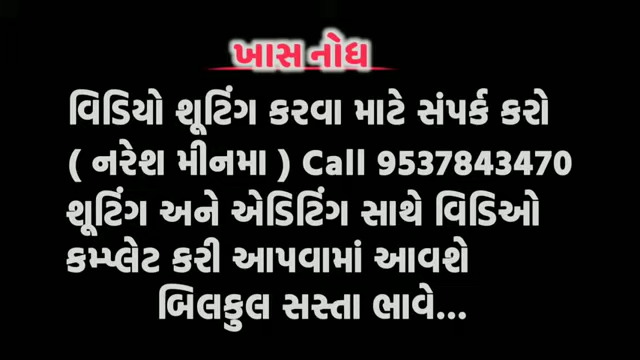 ખાસ નોધ
વિડિયો શૂટિંગ કરવા માટે સંપર્ક કરો
( નરેશ મીનમા ) Call 9537843470
શૂટિંગ અને એડિટિંગ સાથે વિડિઓ
કમ્પ્લેટ કરી આપવામાં આવશે
બિલકુલ સસ્તા ભાવે...